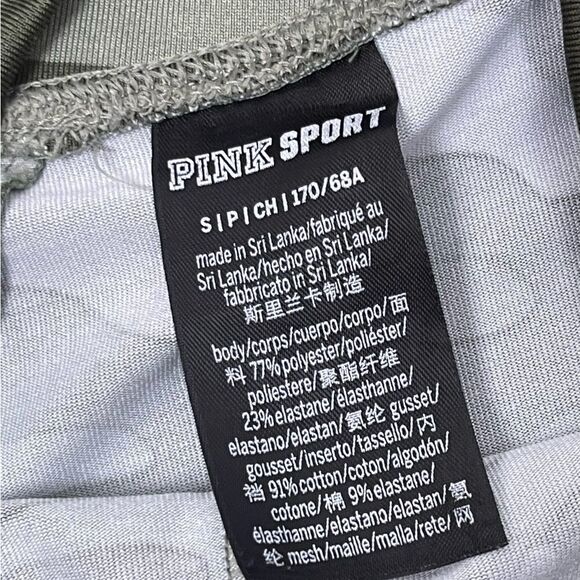 PINK SPORT
S | P | CH | 170/68A
made in Sri Lanka/fabriqué au
Sri Lanka/hecho en Sri Lanka/
fabbricato in Sri Lanka/
斯里兰卡制造
body/corps/cuerpo/corpo/面
料 77% polyester/poliéster/
poliestere/聚酯纤维
23% elastane/élasthanne/
elastano/elastan/氨纶 gusset/
gousset/inserto/tassello/内
裆 91% cotton/coton/algodón/
cotone/棉 9% elastane/
élasthanne/elastano/elastan/氨
纶 mesh/maille/malla/rete/网